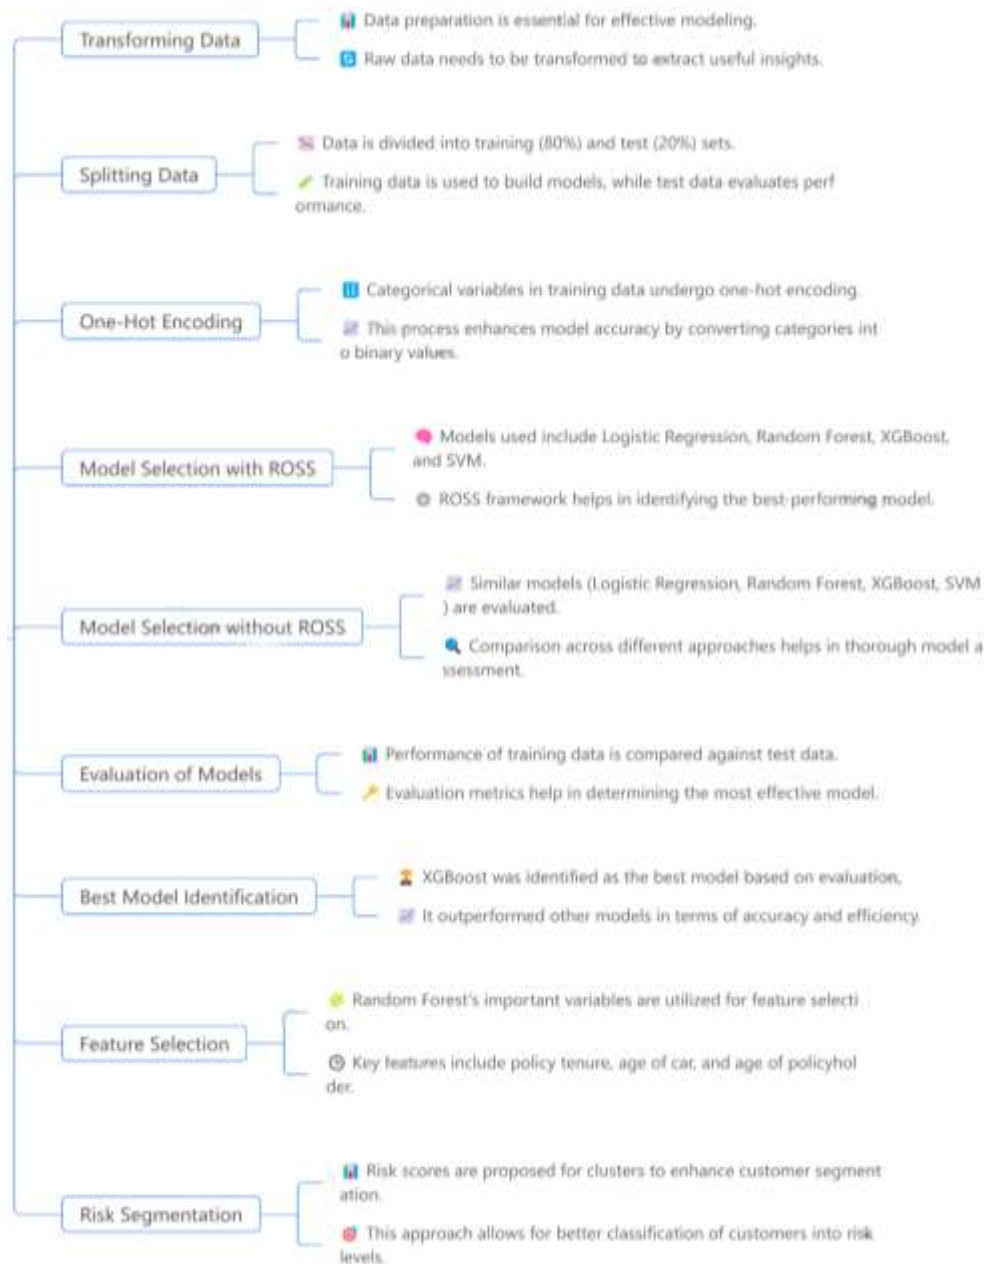 Transforming Data
Data preparation is essential for effective modeling.
Raw data needs to be transformed to extract useful insights.
Splitting Data
Data is divided into training (80%) and test (20%) sets.
Training data is used to build models, while test data evaluates perf
ormance.
One-Hot Encoding
Categorical variables in training data undergo one-hot encoding.
This process enhances model accuracy by converting categories int
o binary values.
Model Selection with ROSS
Models used include Logistic Regression, Random Forest, XGBoost,
and SVM.
ROSS framework helps in identifying the best-performing model.
Model Selection without ROSS
Similar models (Logistic Regression, Random Forest, XGBoost, SVM
) are evaluated.
Comparison across different approaches helps in thorough model a
ssessment.
Evaluation of Models
Performance of training data is compared against test data.
Evaluation metrics help in determining the most effective model.
Best Model Identification
XGBoost was identified as the best model based on evaluation.
It outperformed other models in terms of accuracy and efficiency.
Feature Selection
Random Forest's important variables are utilized for feature selecti
on.
Key features include policy tenure, age of car, and age of policyhol
der.
Risk Segmentation
Risk scores are proposed for clusters to enhance customer segment
ation.
This approach allows for better classification of customers into risk
levels.